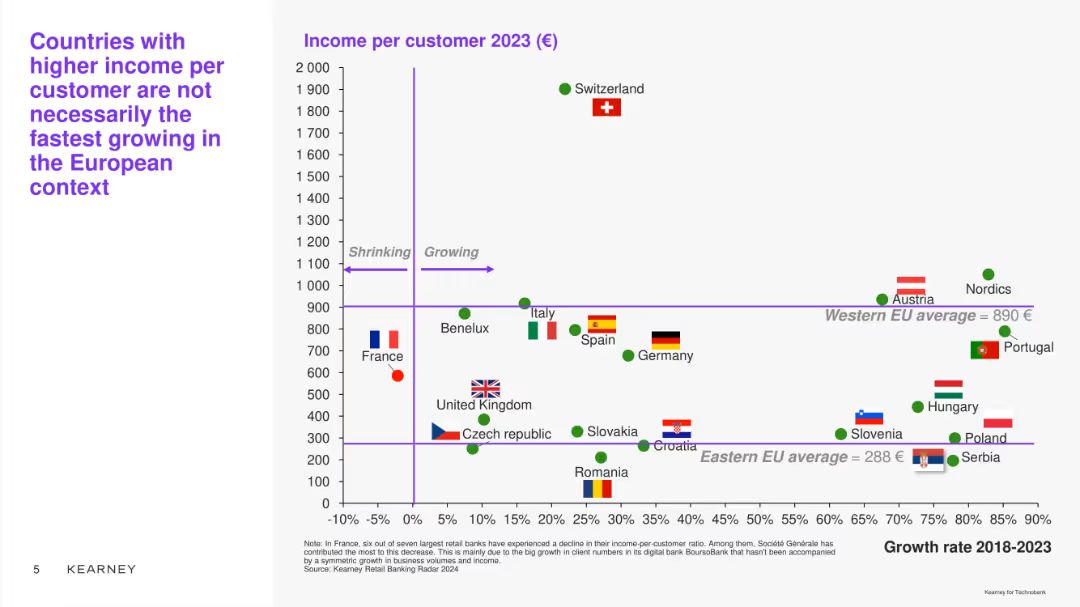 Countries with
higher income per
customer are not
necessarily the
fastest growing in
the European
context
Income per customer 2023 (€)
2 000
1 900
1 800
1 700
1 600
1 500
1 400
1 300
1 200
1 100
1 000
900
800
700
600
500
400
300
200
100
0
-10% -5% 0% 5% 10% 15% 20% 25% 30% 35% 40% 45% 50% 55% 60% 65% 70% 75% 80% 85% 90%
Growth rate 2018-2023
Shrinking Growing
Switzerland
Nordics
Austria
Western EU average = 890 €
Italy
Benelux
Spain
Germany
Portugal
France
United Kingdom
Hungary
Czech republic
Slovakia
Croatia
Slovenia
Poland
Eastern EU average = 288 €
Serbia
Romania
Note: In France, six out of seven largest retail banks have experienced a decline in their income-per-customer ratio. Among them, Société Générale has
contributed the most to this decrease. This is mainly due to the big growth in client numbers in its digital bank BoursoBank that hasn't been accompanied
by a symmetric growth in business volumes and income.
Source: Kearney Retail Banking Radar 2024
5 KEARNEY
Kearney for Technobank